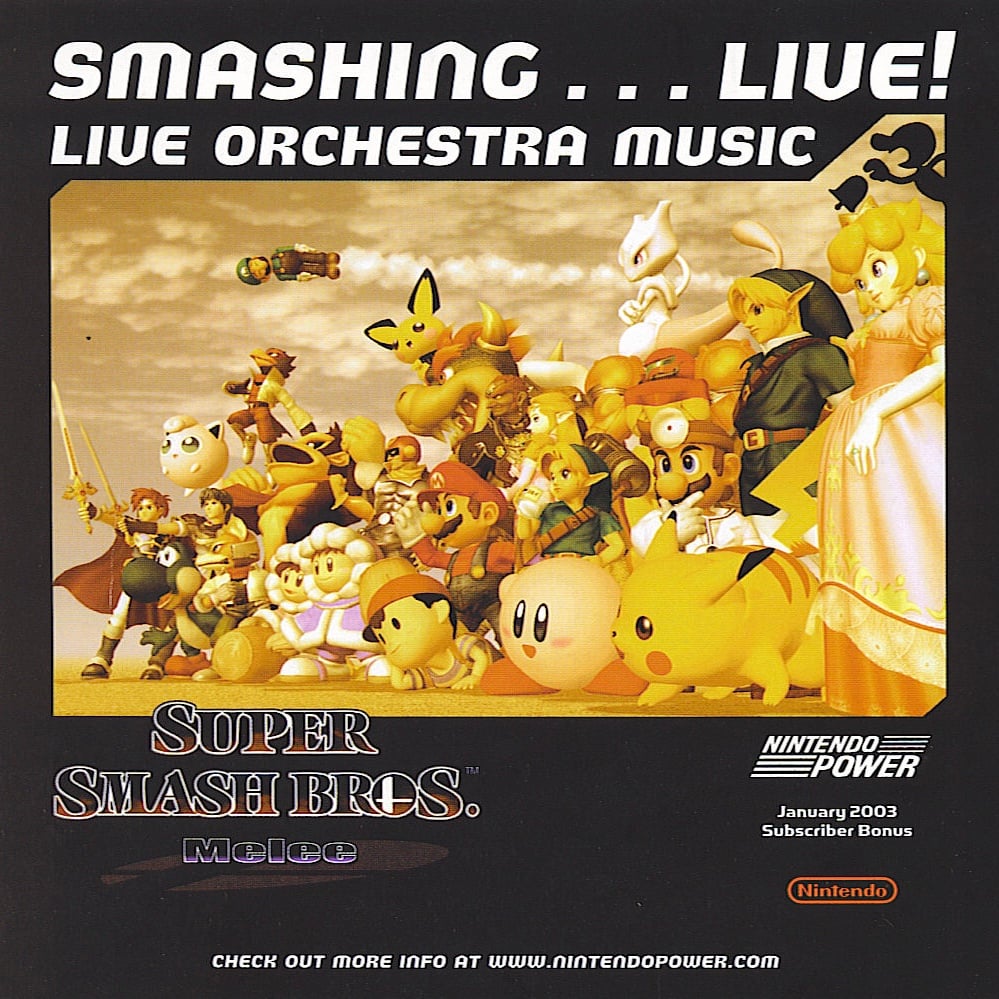 SMASHING . . . LIVE!
LIVE ORCHESTRA MUSIC
SUPER
SMASH BROS.™
Melee
NINTENDO
POWER
January 2003
Subscriber Bonus
Nintendo®
CHECK OUT MORE INFO AT WWW.NINTENDOPOWER.COM